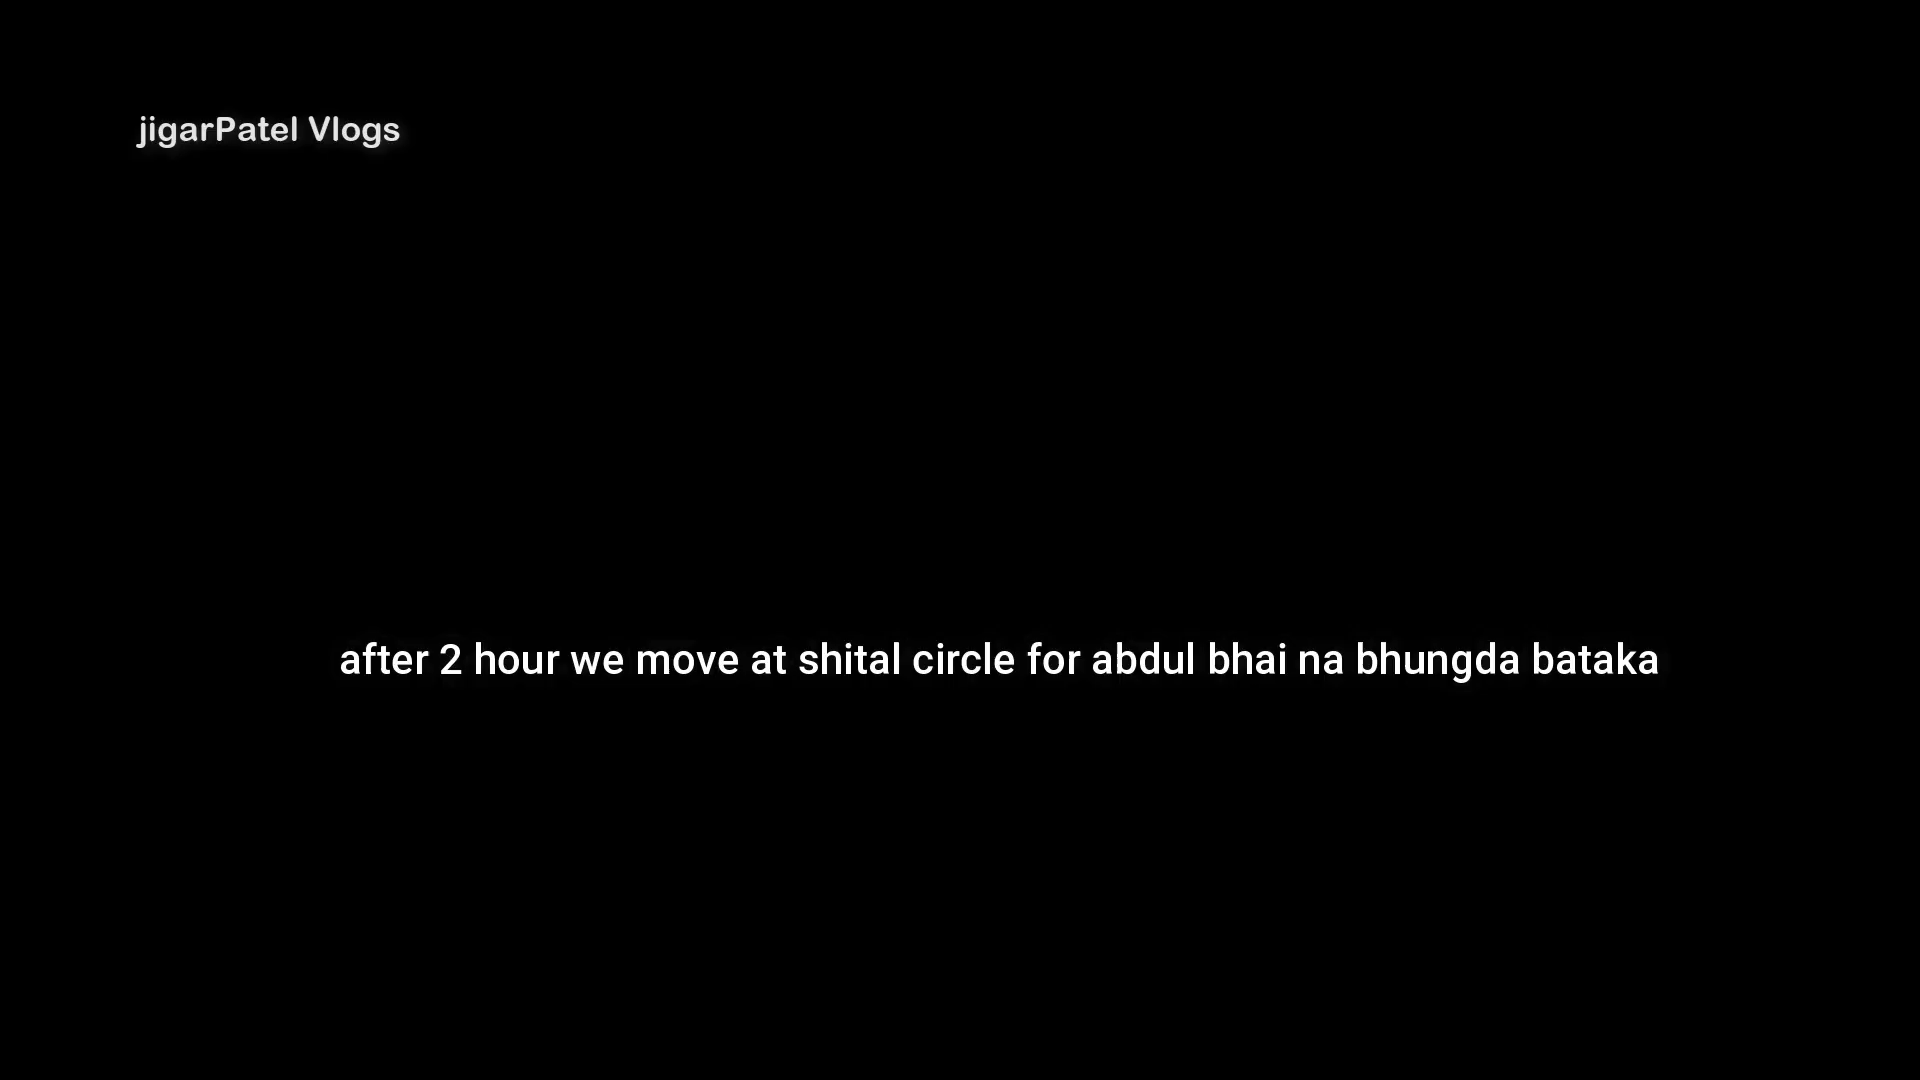 jigarPatel Vlogs
after 2 hour we move at shital circle for abdul bhai na bhungda bataka